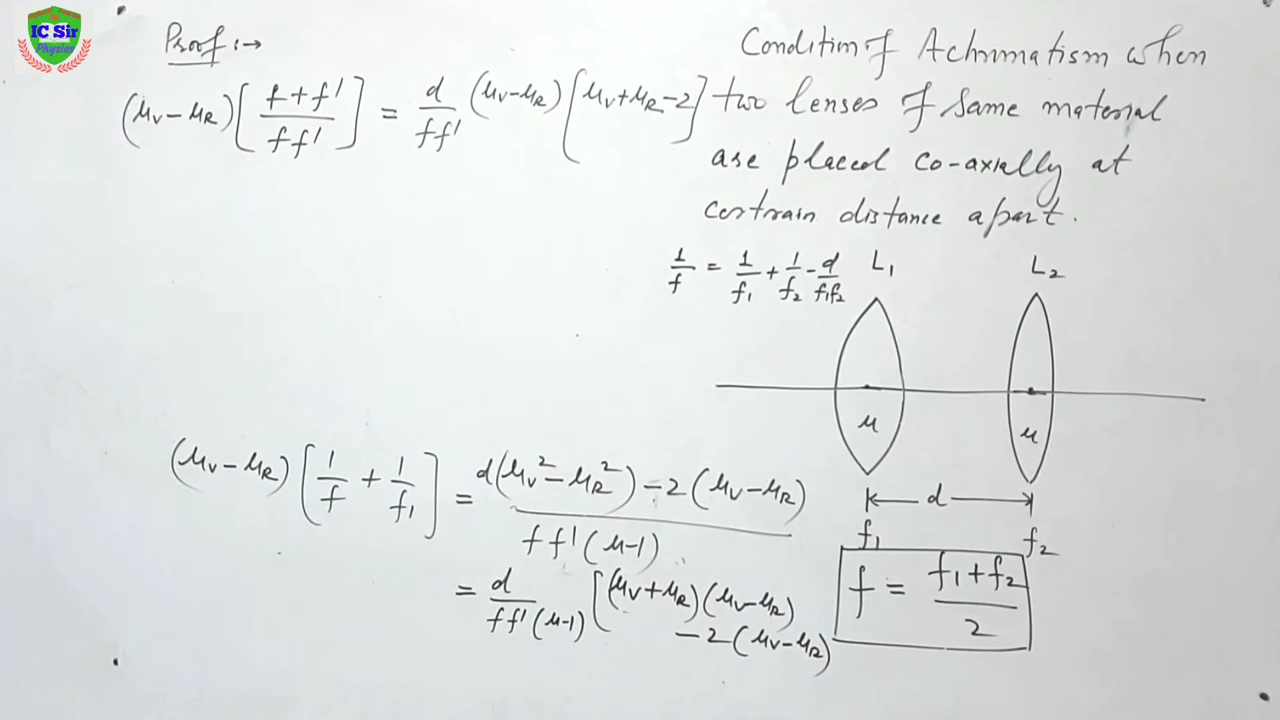 IC Sir
Physics
Proof :→
(μV − μR) [ (f + f') / ff' ] = d/ff' (μV − μR) [ μV + μR − 2 ]
Condition of Achromatism when
two lenses of same material
are placed co-axially at
certrain distance apart.
1/f = 1/f1 + 1/f2 − d/f1f2
L1
L2
μ
μ
d
f1
f2
(μV − μR) [ 1/f + 1/f1 ] = d(μV² − μR²) − 2(μV − μR) / ff'(μ−1)
= d/ff'(μ−1) [ (μV + μR)(μV − μR)
− 2(μV − μR)
f = (f1 + f2) / 2